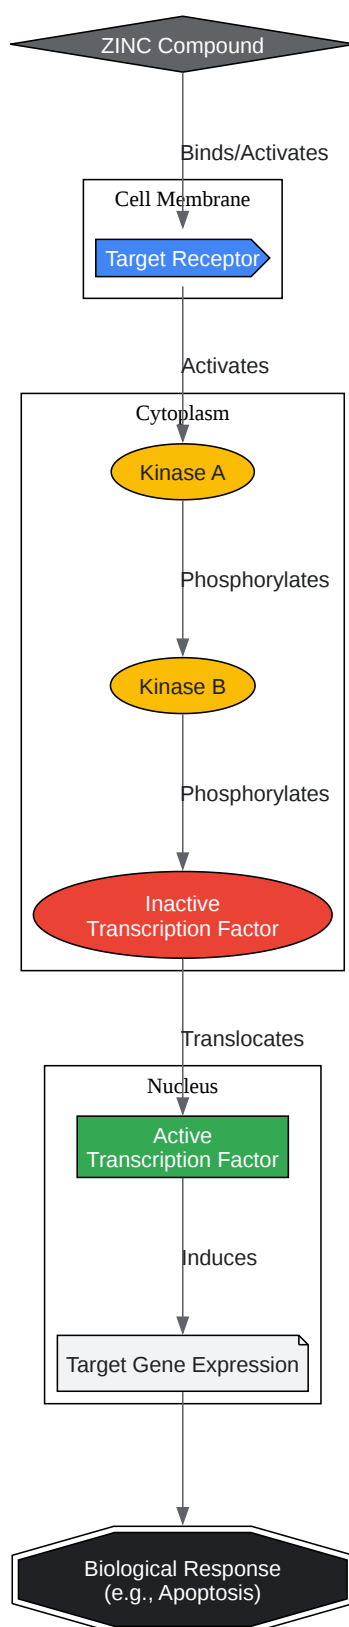 ZINC Compound
Binds/Activates
Cell Membrane
Target Receptor
Activates
Cytoplasm
Kinase A
Phosphorylates
Kinase B
Phosphorylates
Inactive
Transcription Factor
Translocates
Nucleus
Active
Transcription Factor
Induces
Target Gene Expression
Biological Response
(e.g., Apoptosis)